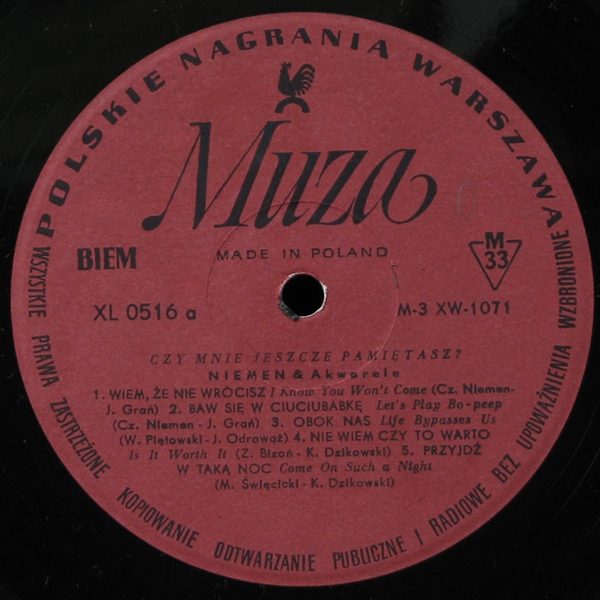 POLSKIE NAGRANIA WARSZAWA
Muza
MADE IN POLAND
BIEM
M
33
XL 0516 a
M-3 XW-1071
CZY MNIE JESZCZE PAMIĘTASZ?
NIEMEN & Akwarele
1. WIEM, ŻE NIE WRÓCISZ I Know You Won't Come (Cz. Niemen-
J. Grań) 2. BAW SIĘ W CIUCIUBABKĘ Let's Play Bo-peep
(Cz. Niemen - J. Grań) 3. OBOK NAS Life Bypasses Us
(W. Piętowski - J. Odrowąż) 4. NIE WIEM CZY TO WARTO
Is It Worth It (Z. Bizoń - K. Dzikowski) 5. PRZYJDŹ
W TAKĄ NOC Come On Such a Night
(M. Święcicki - K. Dzikowski)
WSZYSTKIE PRAWA ZASTRZEŻONE KOPIOWANIE ODTWARZANIE PUBLICZNE I RADIOWE BEZ UPOWAŻNIENIA WZBRONIONE